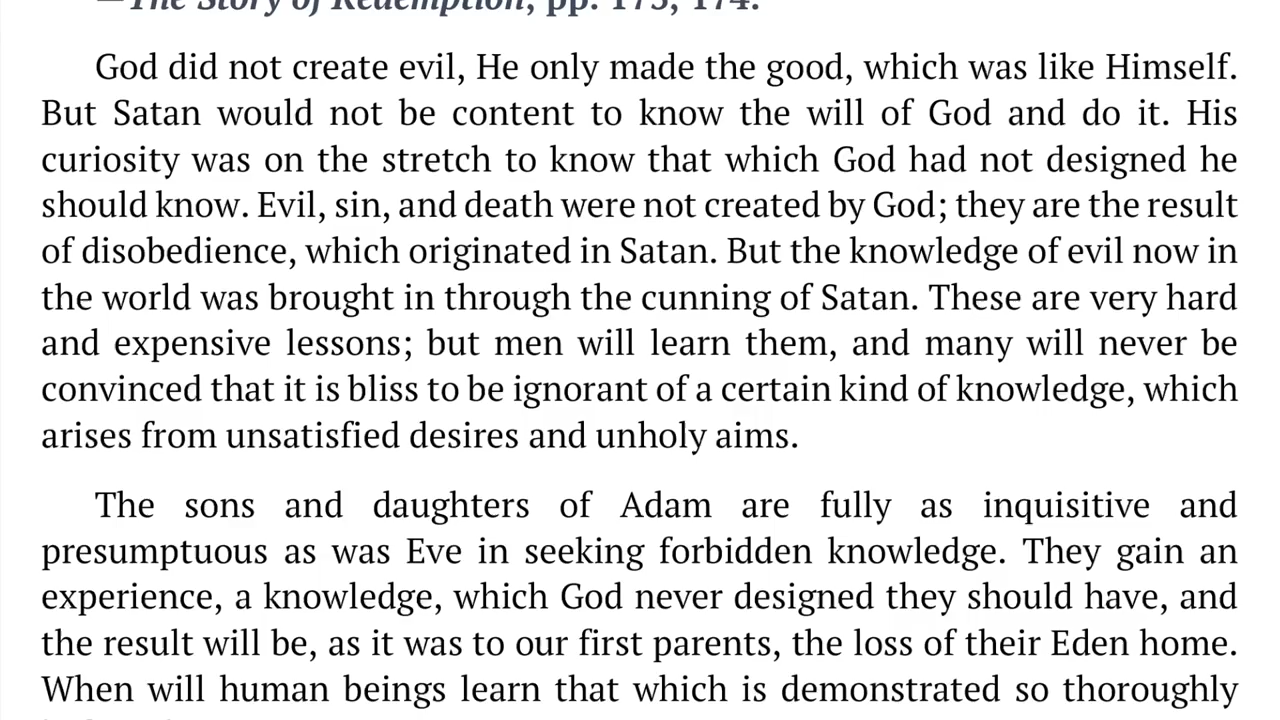 —The Story of Redemption, pp. 173, 174.
God did not create evil, He only made the good, which was like Himself.
But Satan would not be content to know the will of God and do it. His
curiosity was on the stretch to know that which God had not designed he
should know. Evil, sin, and death were not created by God; they are the result
of disobedience, which originated in Satan. But the knowledge of evil now in
the world was brought in through the cunning of Satan. These are very hard
and expensive lessons; but men will learn them, and many will never be
convinced that it is bliss to be ignorant of a certain kind of knowledge, which
arises from unsatisfied desires and unholy aims.
The sons and daughters of Adam are fully as inquisitive and
presumptuous as was Eve in seeking forbidden knowledge. They gain an
experience, a knowledge, which God never designed they should have, and
the result will be, as it was to our first parents, the loss of their Eden home.
When will human beings learn that which is demonstrated so thoroughly